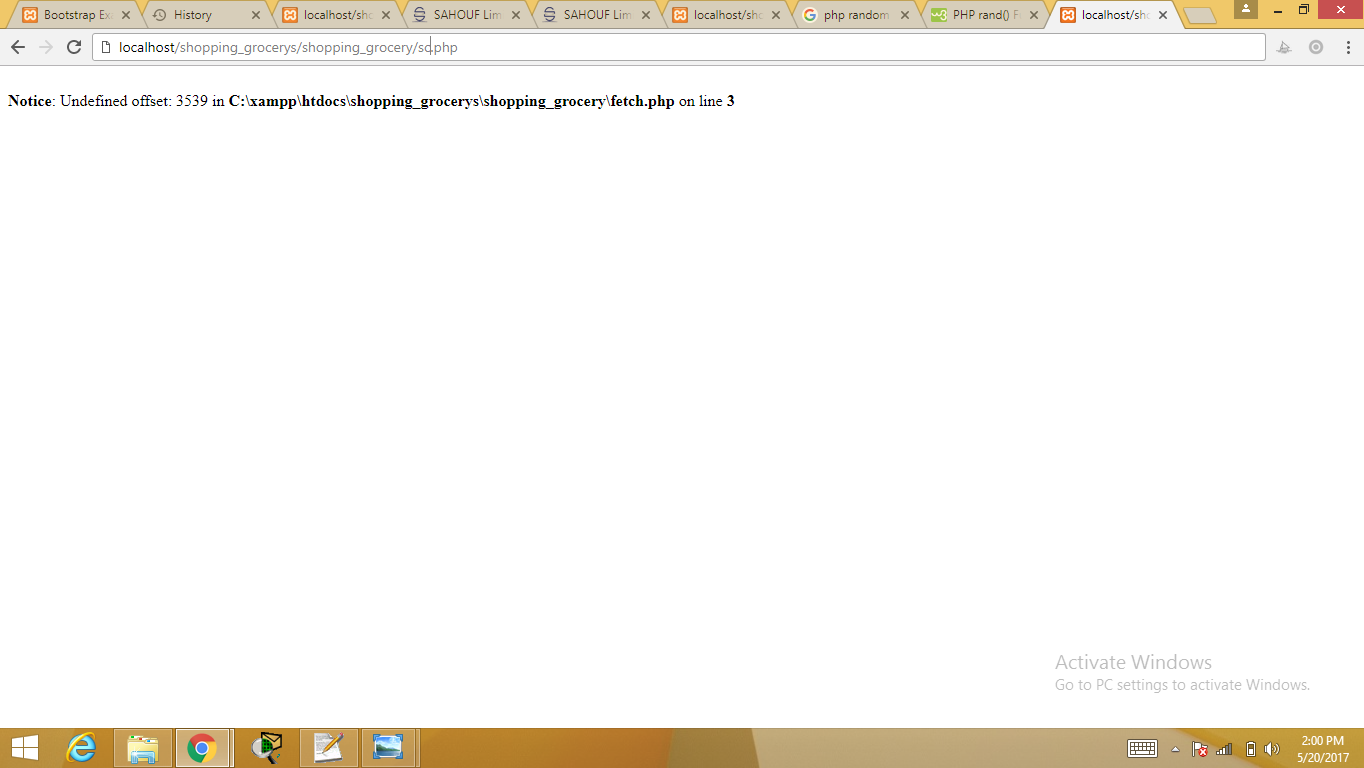 Bootstrap Ex
History
localhost/sho
SAHOUF Lim
SAHOUF Lim
localhost/sho
php random
w3 PHP rand() F
localhost/sho
localhost/shopping_grocerys/shopping_grocery/sc.php
Notice: Undefined offset: 3539 in C:\xampp\htdocs\shopping_grocerys\shopping_grocery\fetch.php on line 3
Activate Windows
Go to PC settings to activate Windows.
2:00 PM
5/20/2017